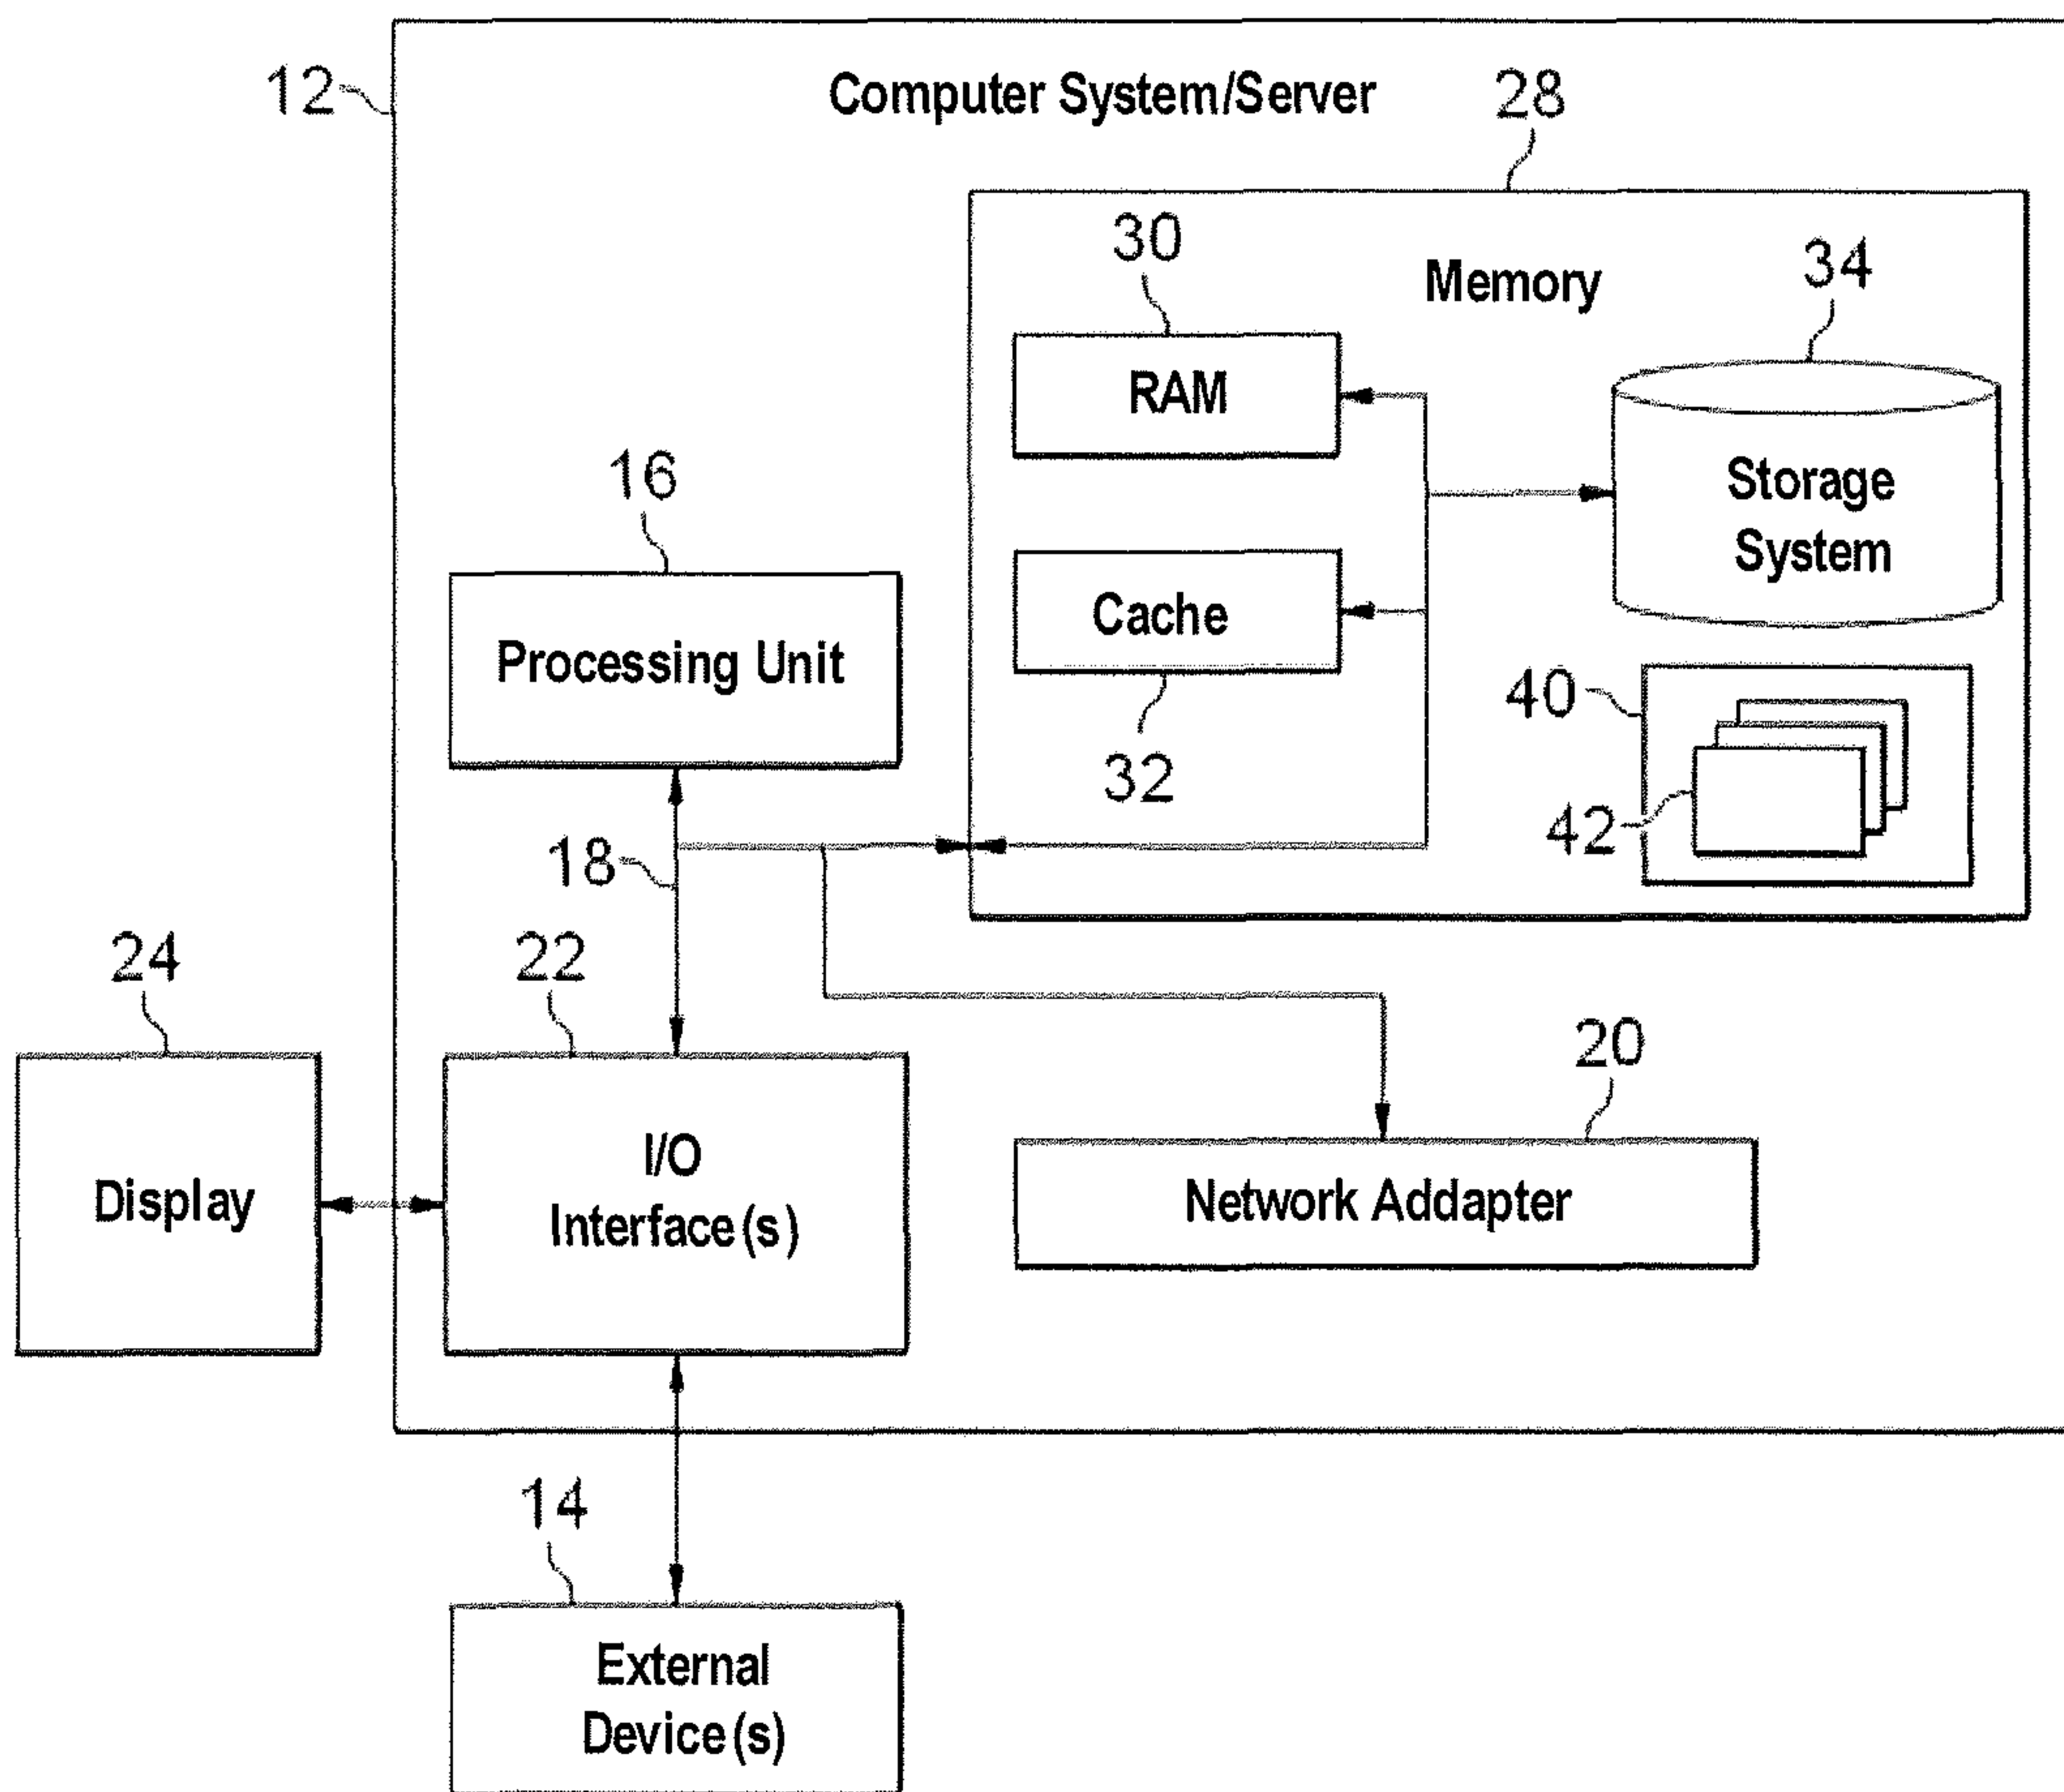 12
Computer System/Server
28
30
Memory
34
RAM
16
Storage
System
Cache
Processing Unit
40
32
42
18
24
22
20
I/O
Interface(s)
Display
Network Addapter
14
External
Device(s)